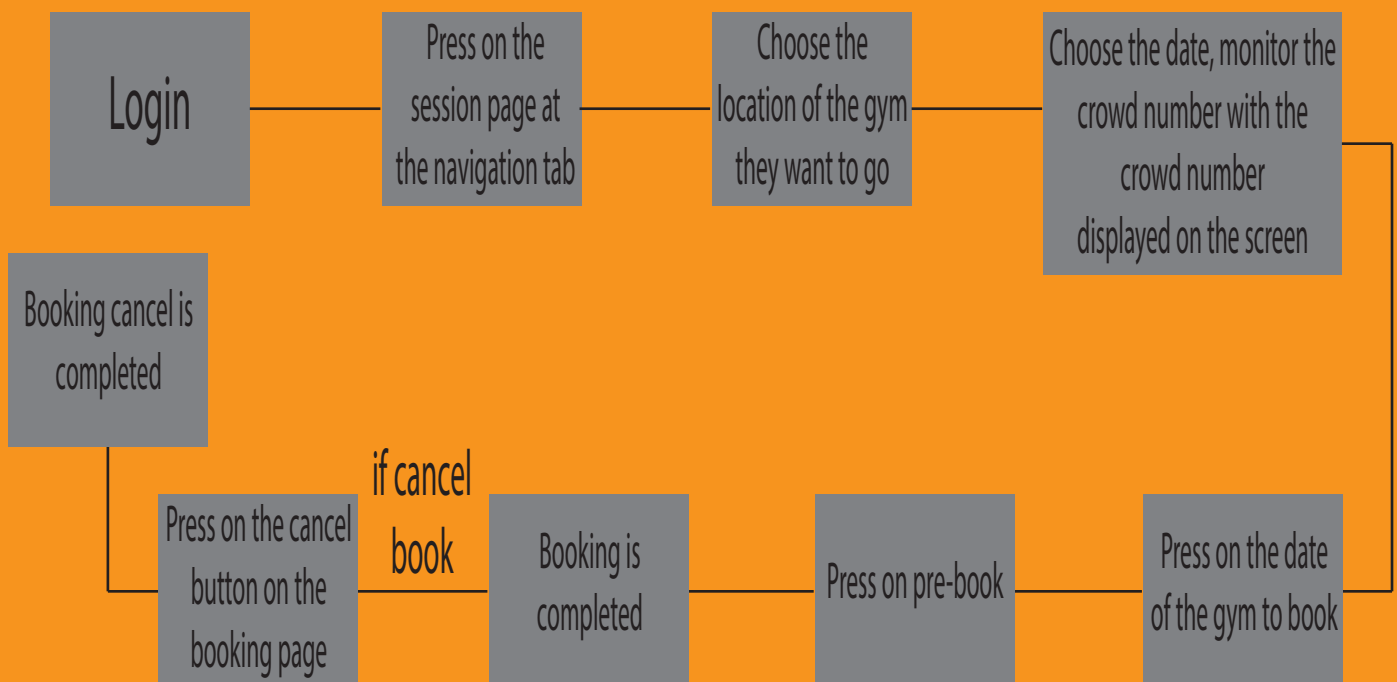 Login
Press on the
session page at
the navigation tab
Choose the
location of the gym
they want to go
Choose the date, monitor the
crowd number with the
crowd number
displayed on the screen
Press on the date
of the gym to book
Press on pre-book
Booking is
completed
if cancel
book
Press on the cancel
button on the
booking page
Booking cancel is
completed